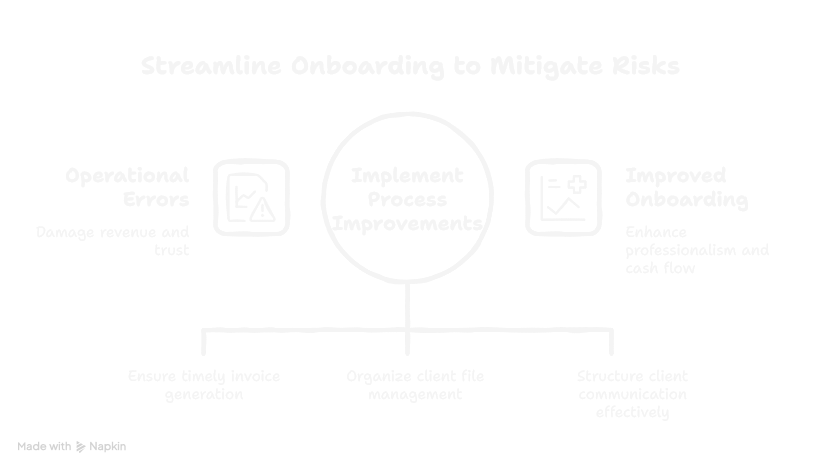 Streamline Onboarding to Mitigate Risks
Operational
Errors
Damage revenue and
trust
Implement
Process
Improvements
Improved
Onboarding
Enhance
professionalism and
cash flow
Ensure timely invoice
generation
Organize client file
management
Structure client
communication
effectively
Made with Napkin